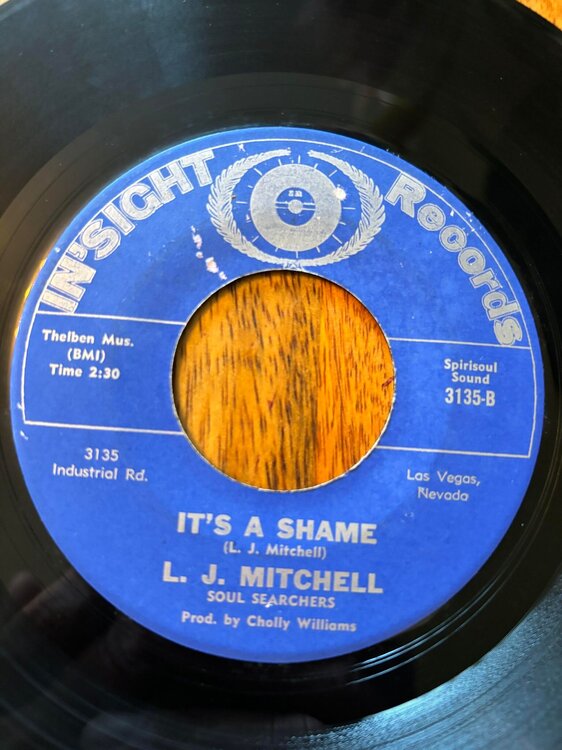 IN'SIGHT Records
Thelben Mus.
(BMI)
Time 2:30
Spirisoul
Sound
3135-B
3135
Industrial Rd.
Las Vegas,
Nevada
IT'S A SHAME
(L. J. Mitchell)
L. J. MITCHELL
SOUL SEARCHERS
Prod. by Cholly Williams